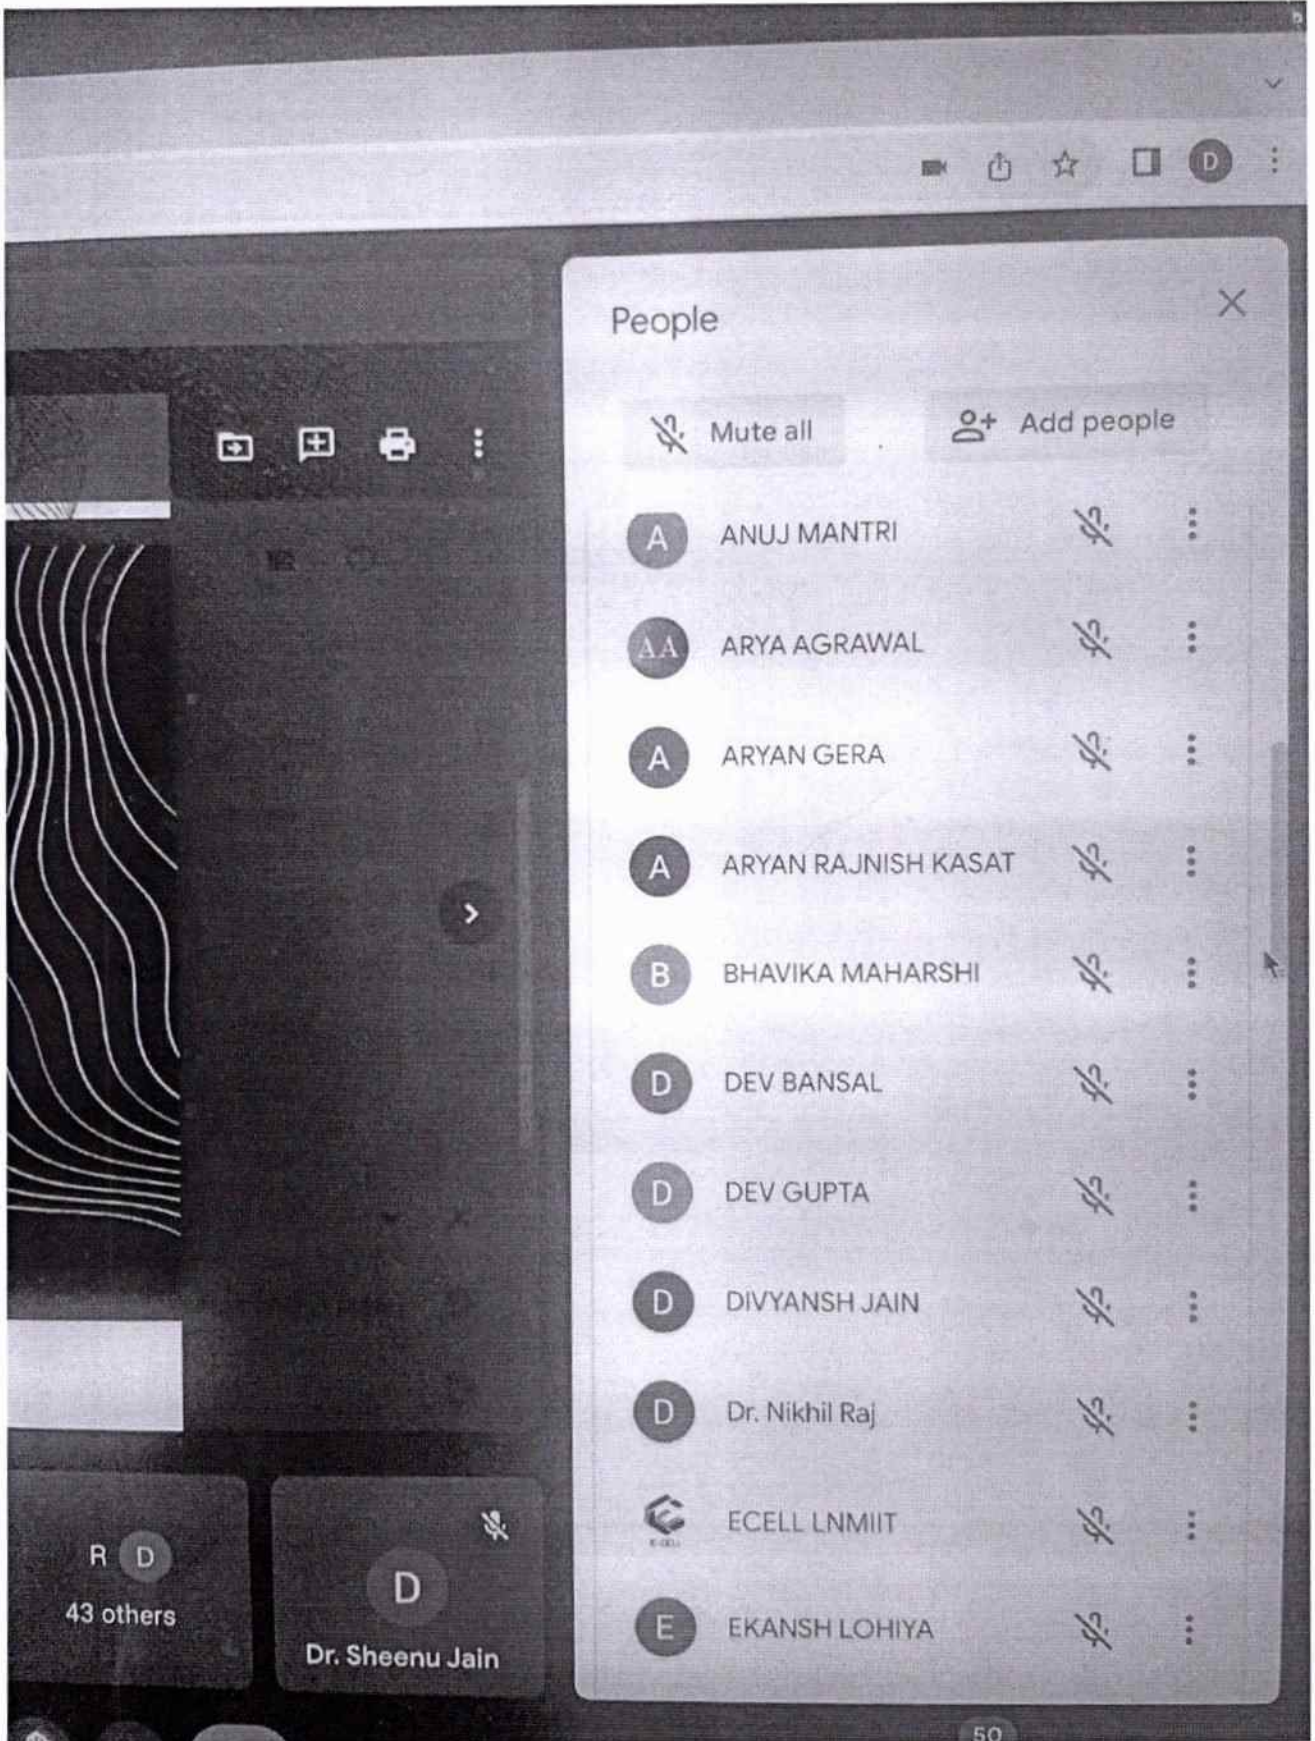 D
People
Mute all
Add people
A ANUJ MANTRI
AA ARYA AGRAWAL
A ARYAN GERA
A ARYAN RAJNISH KASAT
B BHAVIKA MAHARSHI
D DEV BANSAL
D DEV GUPTA
D DIVYANSH JAIN
D Dr. Nikhil Raj
E-CELL ECELL LNMIIT
E EKANSH LOHIYA
R D
43 others
D
Dr. Sheenu Jain
50